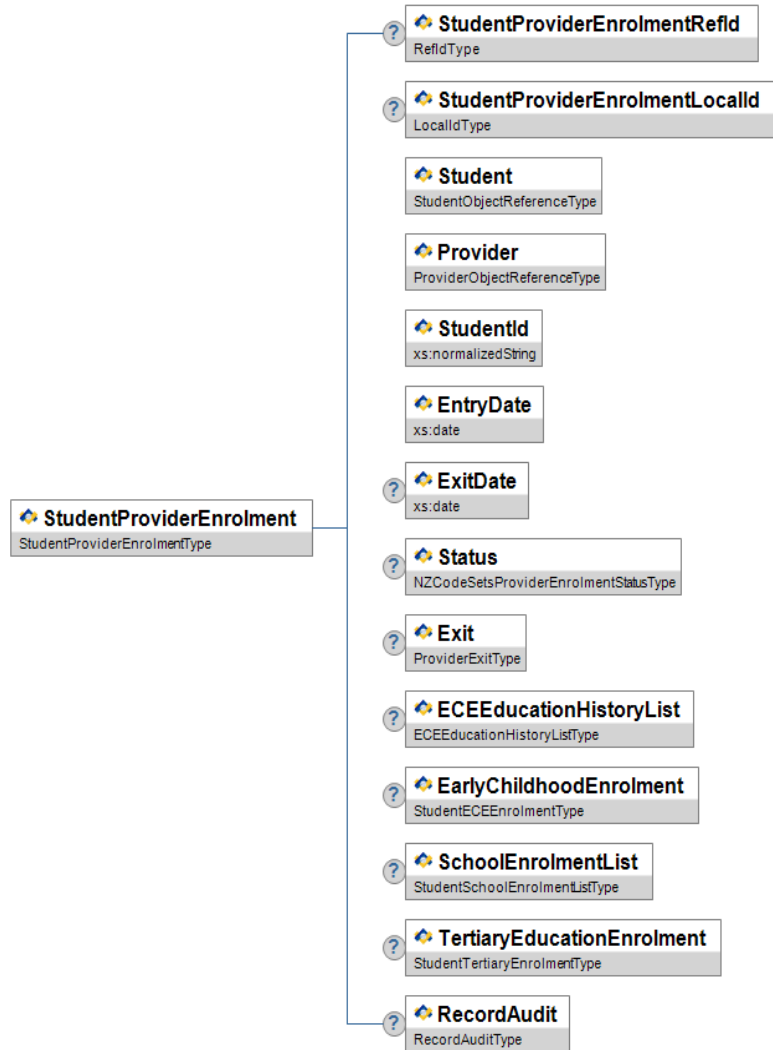 ?
StudentProviderEnrolmentRefId
RefIdType
?
StudentProviderEnrolmentLocalId
LocalIdType
Student
StudentObjectReferenceType
Provider
ProviderObjectReferenceType
StudentId
xs:normalizedString
EntryDate
xs:date
?
ExitDate
xs:date
StudentProviderEnrolment
StudentProviderEnrolmentType
?
Status
NZCodeSetsProviderEnrolmentStatusType
?
Exit
ProviderExitType
?
ECEEducationHistoryList
ECEEducationHistoryListType
?
EarlyChildhoodEnrolment
StudentECEEnrolmentType
?
SchoolEnrolmentList
StudentSchoolEnrolmentListType
?
TertiaryEducationEnrolment
StudentTertiaryEnrolmentType
?
RecordAudit
RecordAuditType